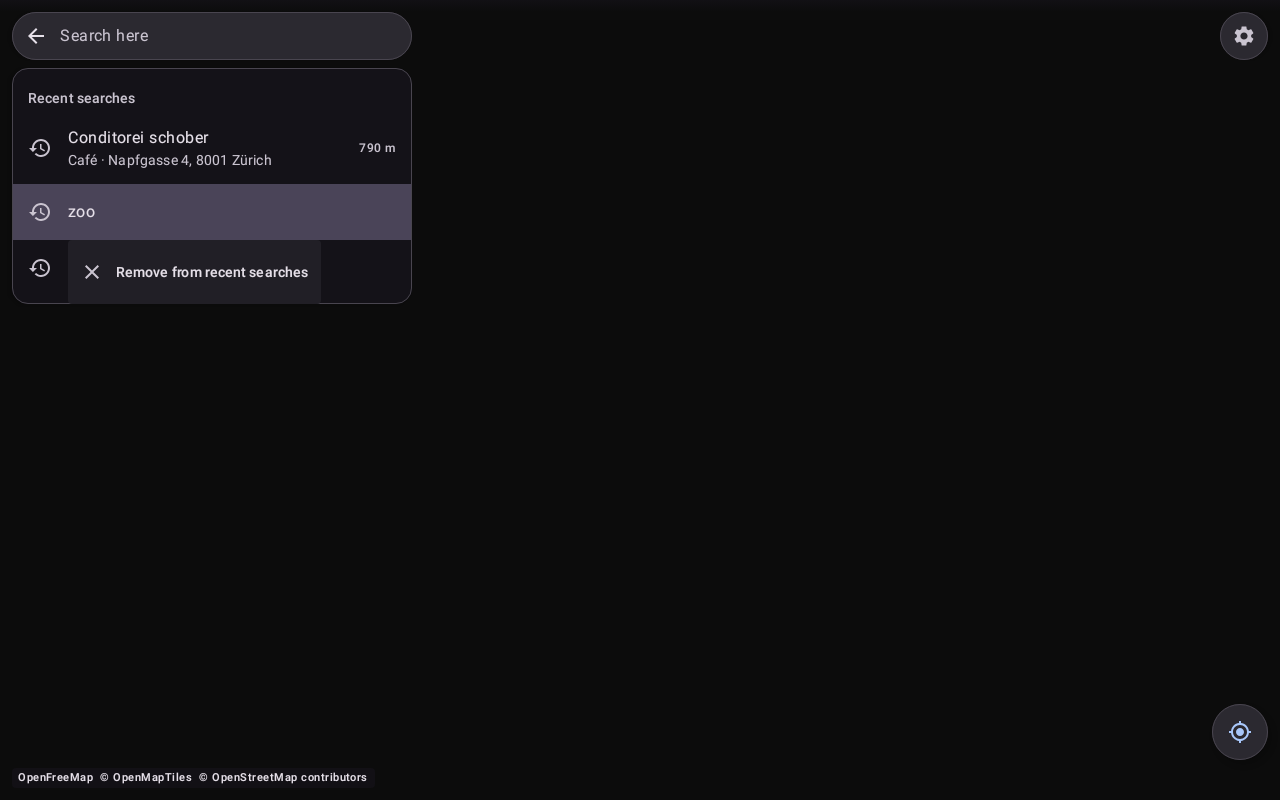 Search here
Recent searches
Conditorei schober
790 m
Café · Napfgasse 4, 8001 Zürich
zoo
Remove from recent searches
OpenFreeMap © OpenMapTiles © OpenStreetMap contributors